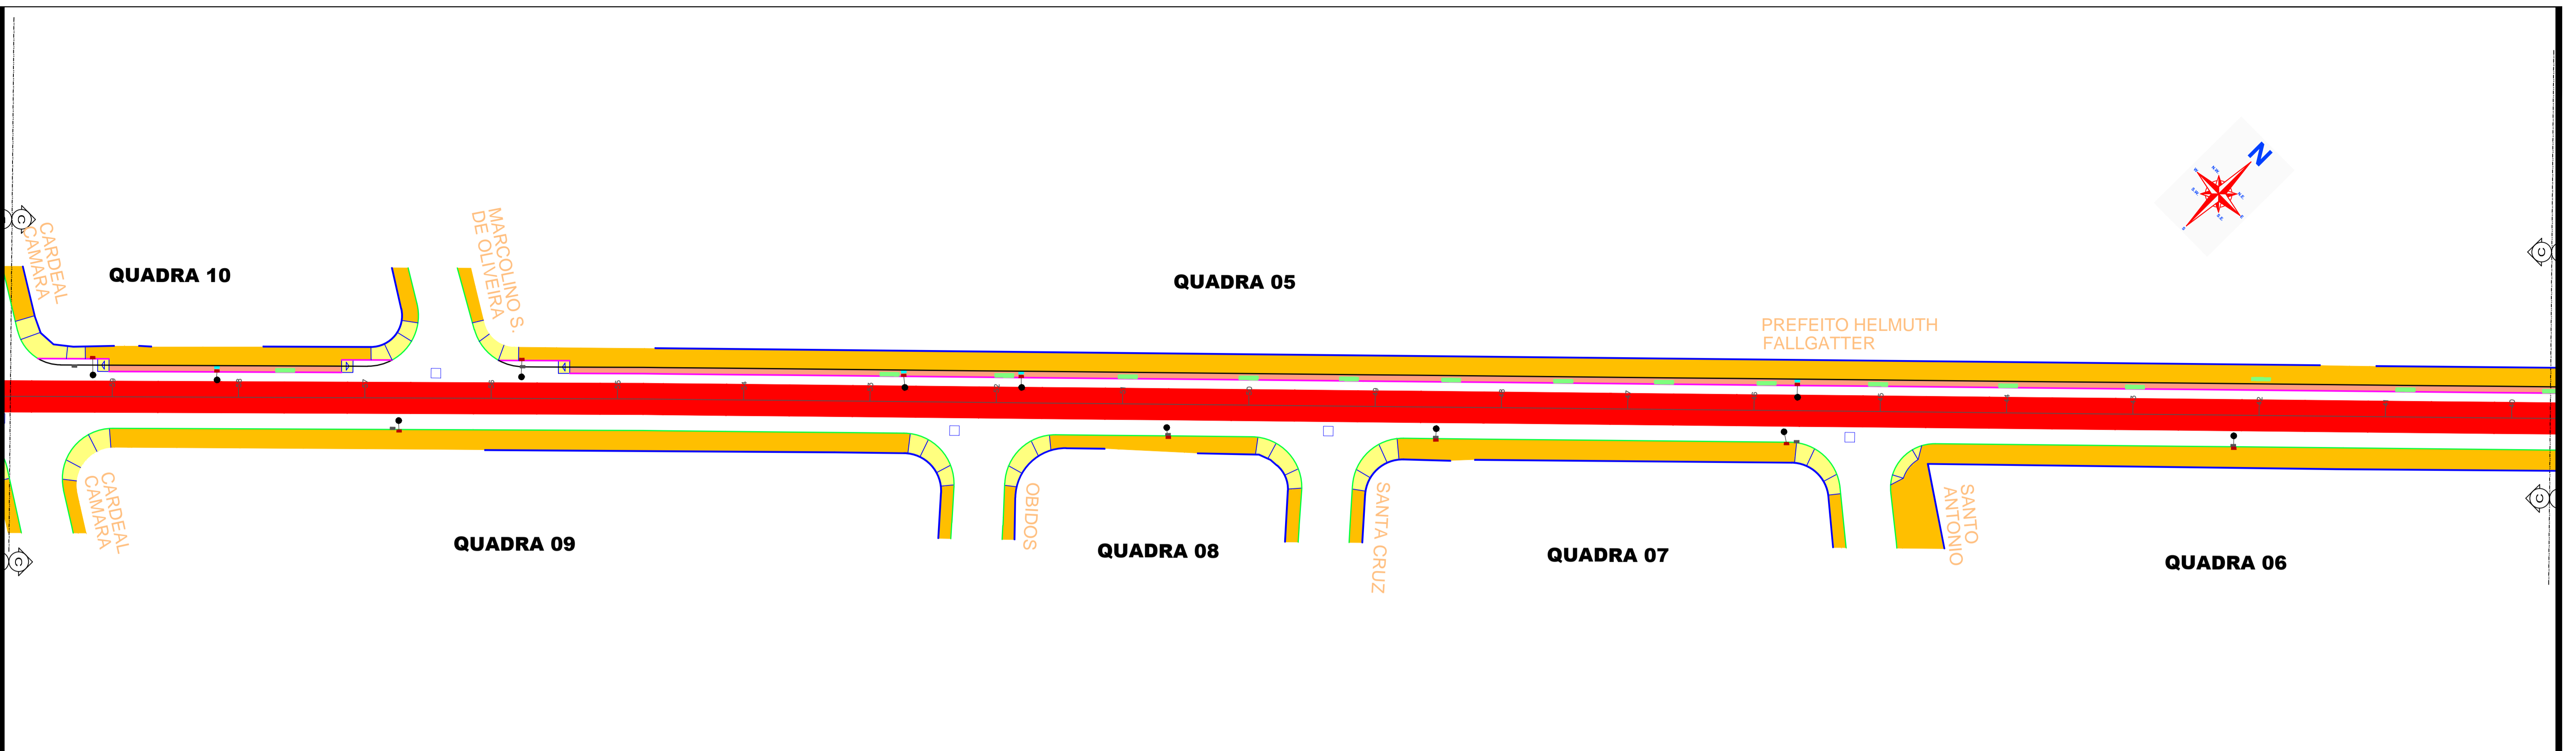 CARDEAL
CAMARA
QUADRA 10
MARCOLINO S.
DE OLIVEIRA
QUADRA 05
PREFEITO HELMUTH
FALLGATTER
N
C
C
CARDEAL
CAMARA
QUADRA 09
OBIDOS
QUADRA 08
SANTA CRUZ
QUADRA 07
SANTO
ANTONIO
QUADRA 06
C
C